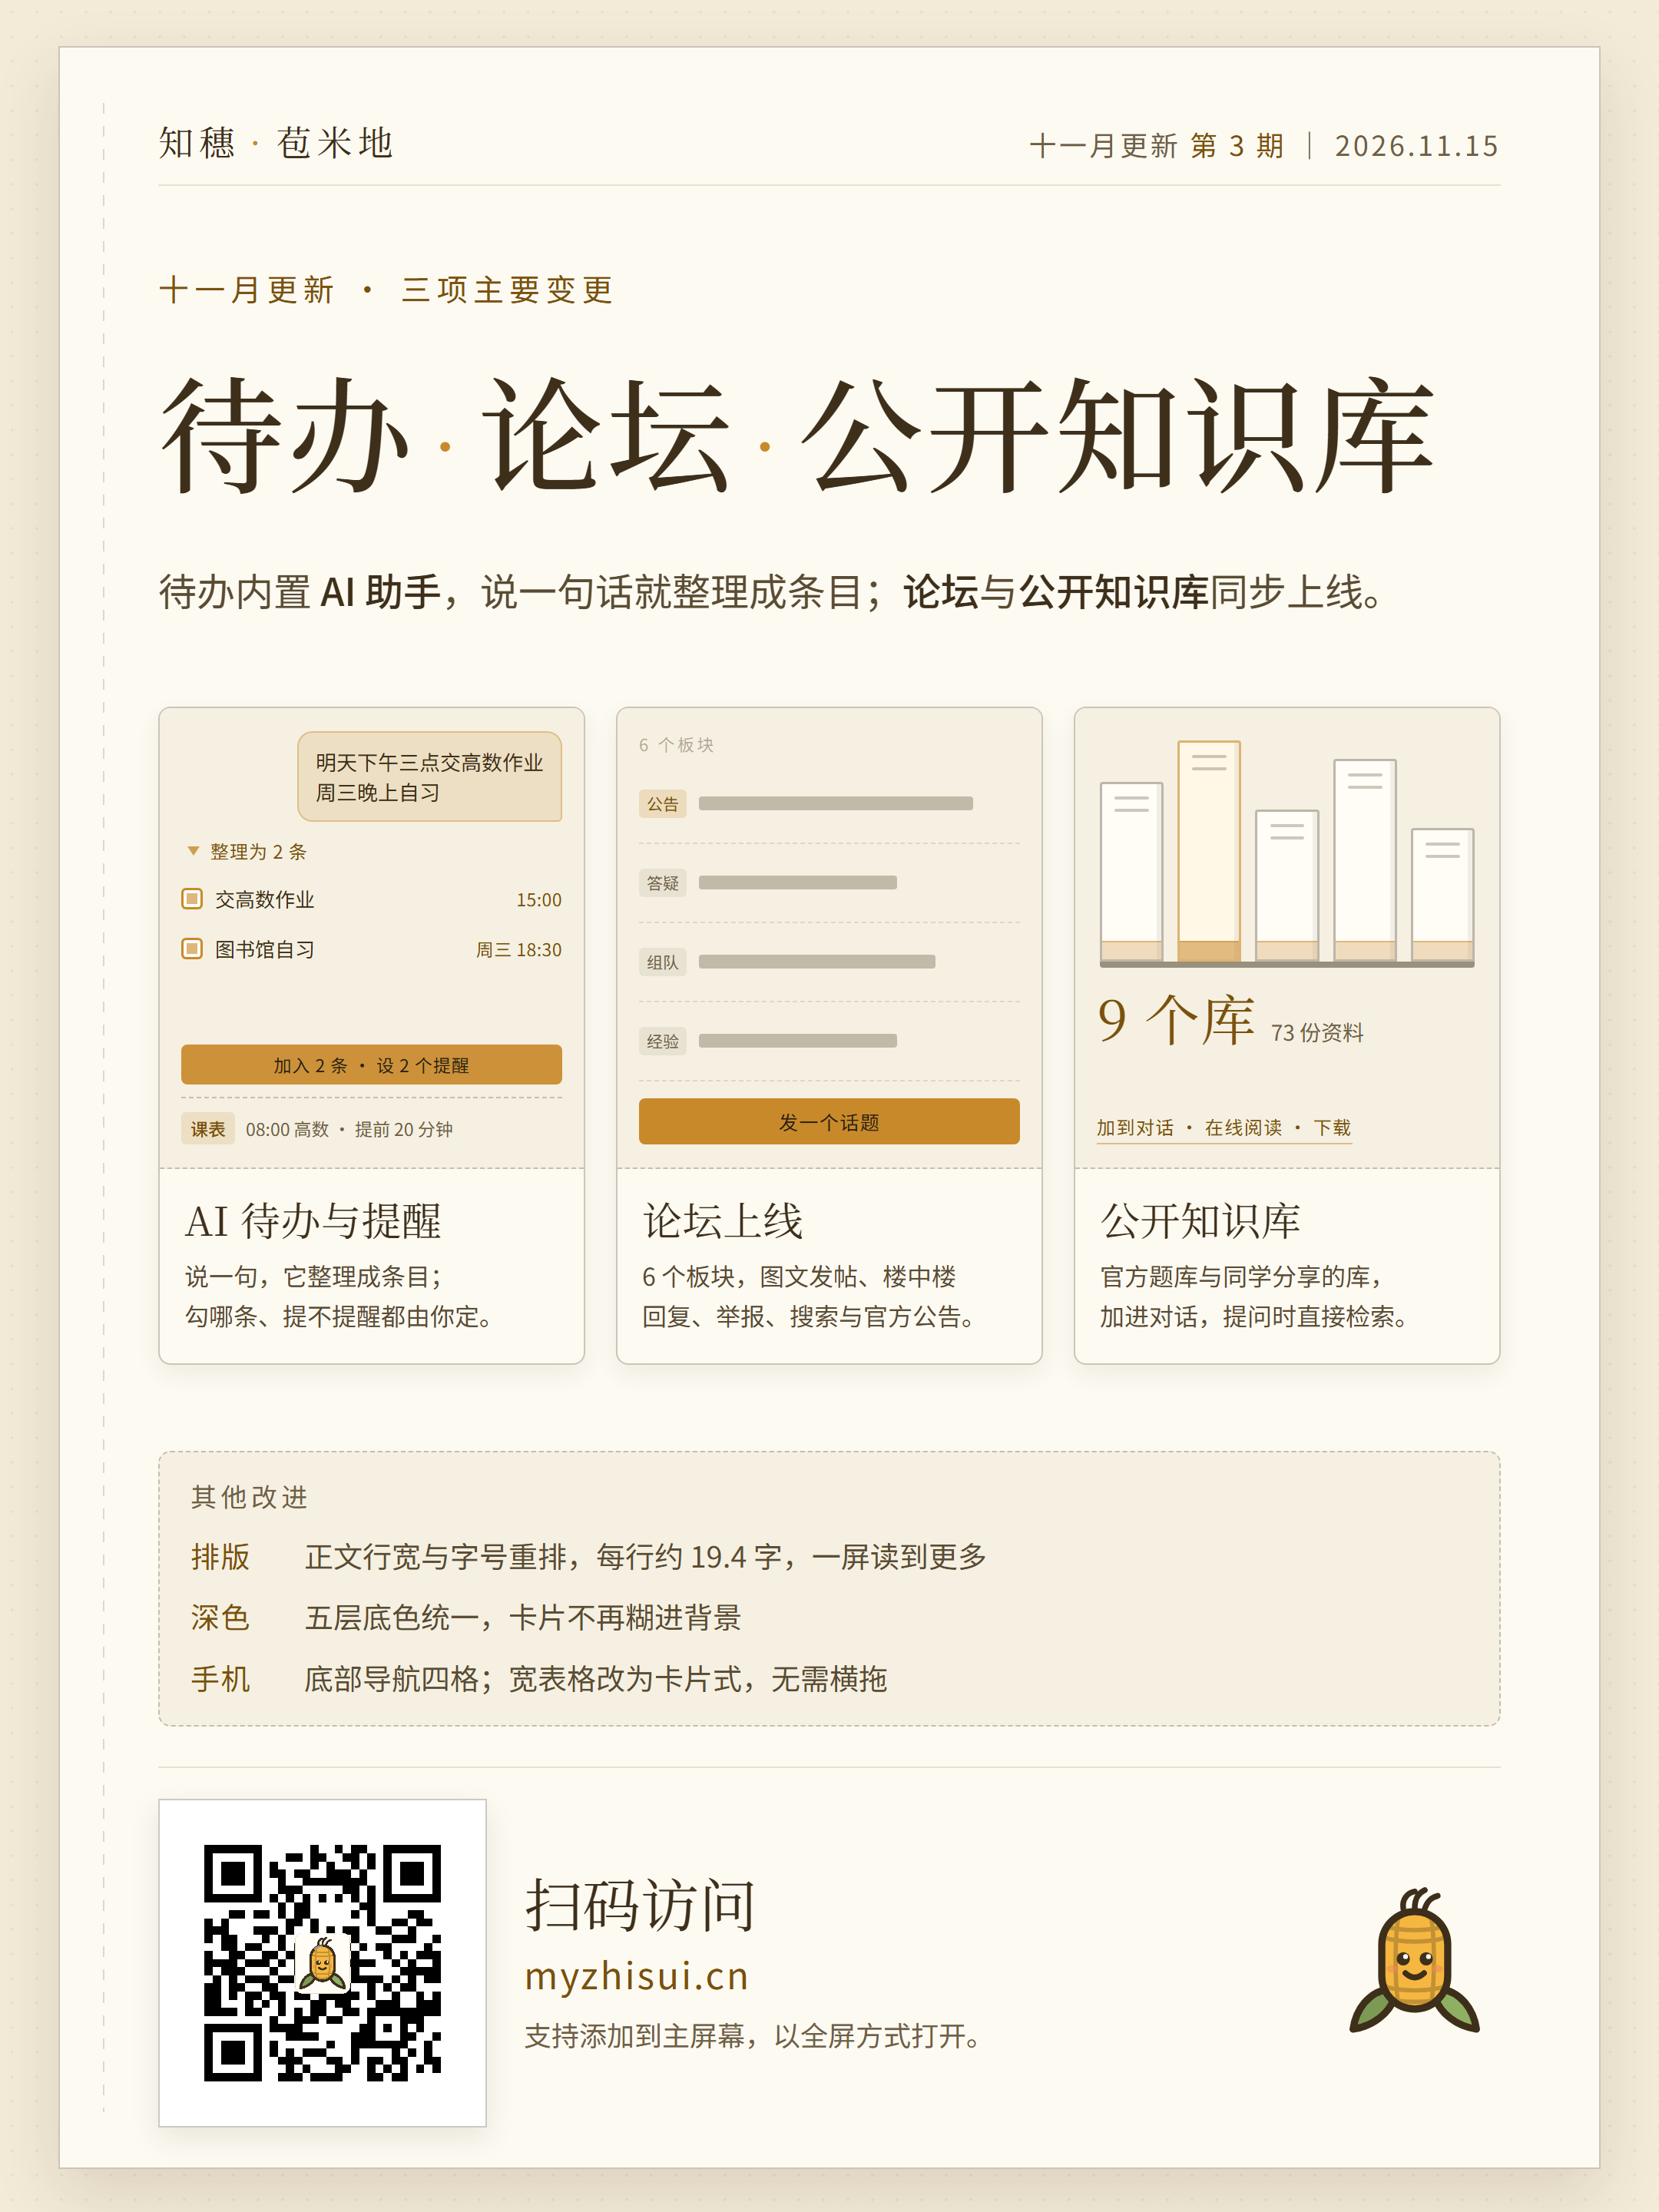 知穗 · 苞米地
十一月更新 第 3 期 | 2026.11.15
十一月更新 · 三项主要变更
待办 · 论坛 · 公开知识库
待办内置 AI 助手，说一句话就整理成条目；论坛与公开知识库同步上线。
明天下午三点交高数作业
周三晚上自习
整理为 2 条
交高数作业 15:00
图书馆自习 周三 18:30
加入 2 条 · 设 2 个提醒
课表 08:00 高数 · 提前 20 分钟
AI 待办与提醒
说一句，它整理成条目；
勾哪条、提不提醒都由你定。
6 个板块
公告
答疑
组队
经验
发一个话题
论坛上线
6 个板块，图文发帖、楼中楼
回复、举报、搜索与官方公告。
9 个库 73 份资料
加到对话 · 在线阅读 · 下载
公开知识库
官方题库与同学分享的库，
加进对话，提问时直接检索。
其他改进
排版 正文行宽与字号重排，每行约 19.4 字，一屏读到更多
深色 五层底色统一，卡片不再糊进背景
手机 底部导航四格；宽表格改为卡片式，无需横拖
扫码访问
myzhisui.cn
支持添加到主屏幕，以全屏方式打开。